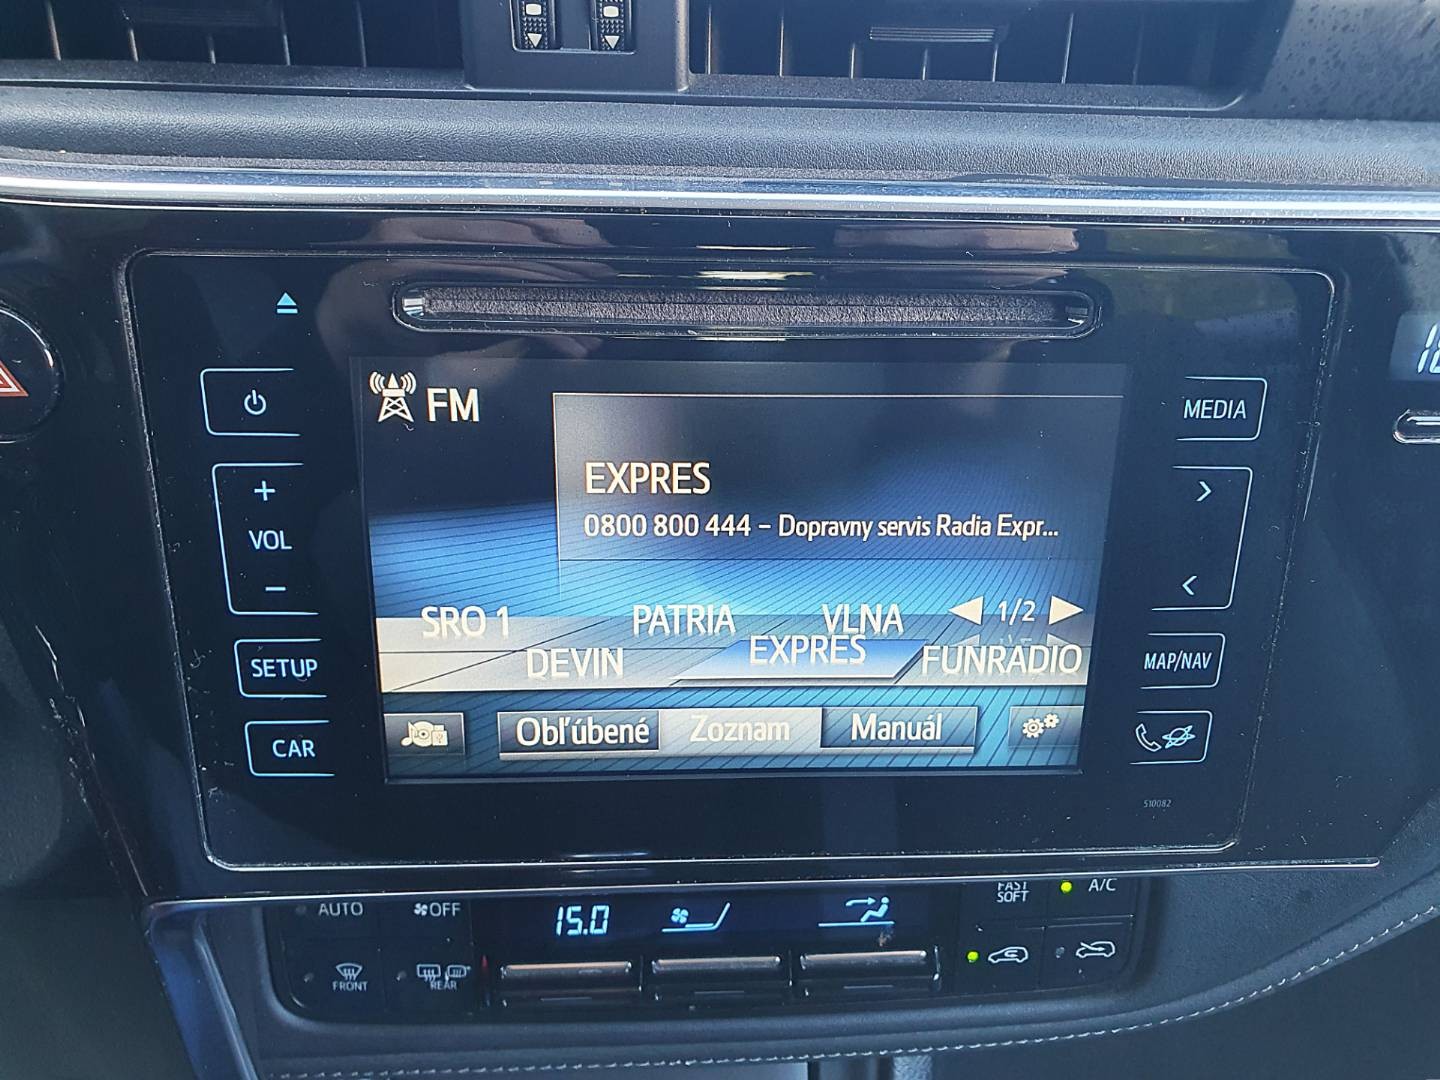 FM
MEDIA
EXPRES
0800 800 444 – Dopravny servis Radia Expr...
VOL
SRO 1 PATRIA VLNA 1/2
DEVIN EXPRES FUNRADIO
SETUP
MAP/NAV
Obľúbené Zoznam Manuál
CAR
510082
AUTO
OFF
15.0
FAST
SOFT
A/C
FRONT
REAR